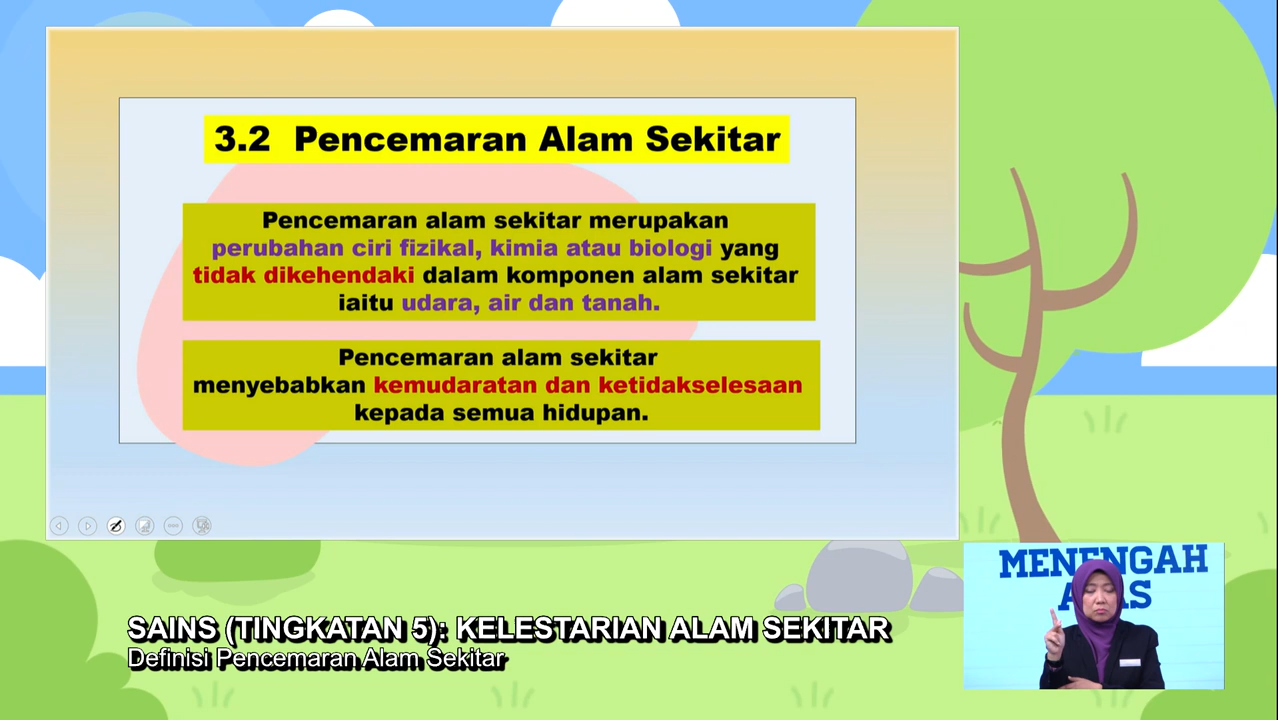 3.2 Pencemaran Alam Sekitar
Pencemaran alam sekitar merupakan
perubahan ciri fizikal, kimia atau biologi yang
tidak dikehendaki dalam komponen alam sekitar
iaitu udara, air dan tanah.
Pencemaran alam sekitar
menyebabkan kemudaratan dan ketidakselesaan
kepada semua hidupan.
MENENGAH
SAINS (TINGKATAN 5): KELESTARIAN ALAM SEKITAR
Definisi Pencemaran Alam Sekitar